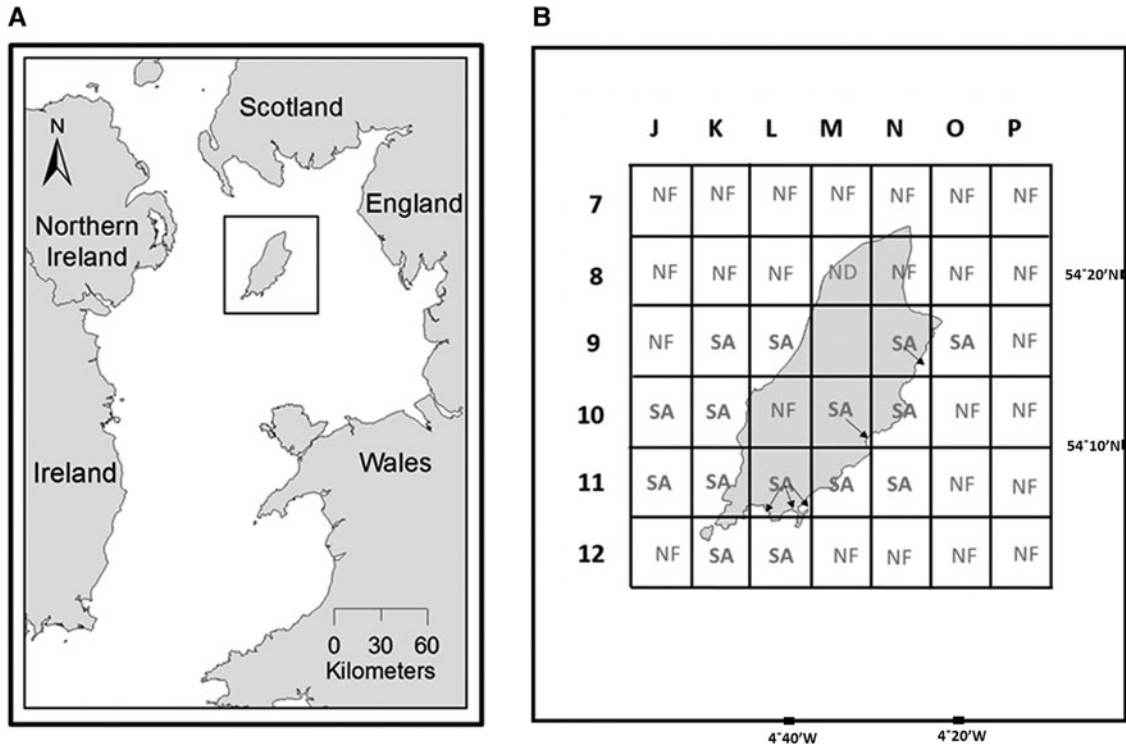 A
Scotland
N
England
Northern
Ireland
Ireland
Wales
0 30 60
Kilometers
B
J K L M N O P
7 NF NF NF NF NF NF NF
8 NF NF NF ND NF NF NF 54°20'N
9 NF SA SA SA SA NF
10 SA SA NF SA SA NF NF
54°10'N
11 SA SA SA SA SA NF NF
12 NF SA SA NF NF NF NF
4°40'W 4°20'W